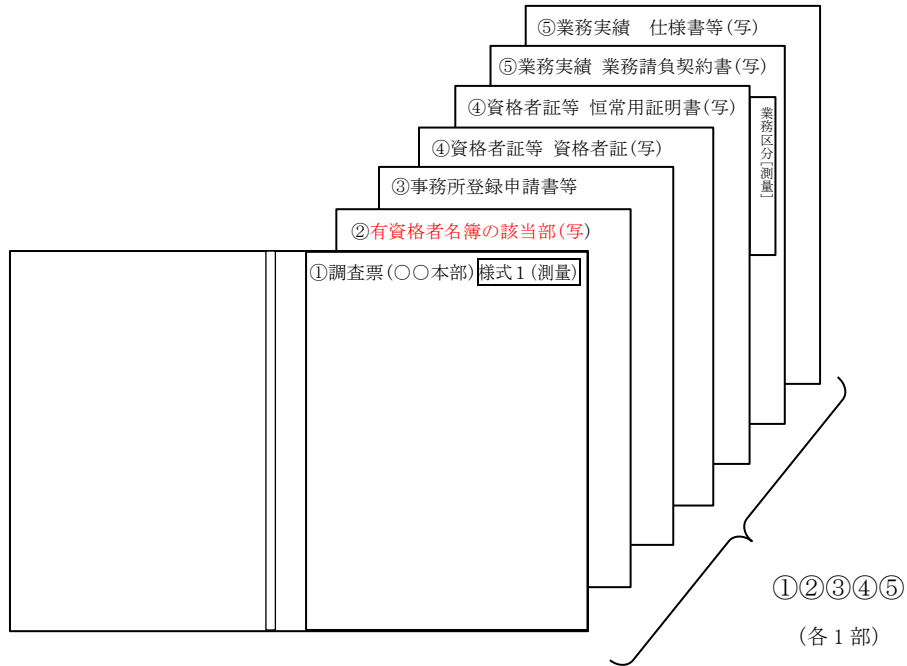 ⑤業務実績　仕様書等(写)
⑤業務実績 業務請負契約書(写)
④資格者証等 恒常用証明書(写)
業務区分[測量]
④資格者証等 資格者証(写)
③事務所登録申請書等
②有資格者名簿の該当部(写)
①調査票(○○本部) 様式１(測量)
①②③④⑤
(各１部)